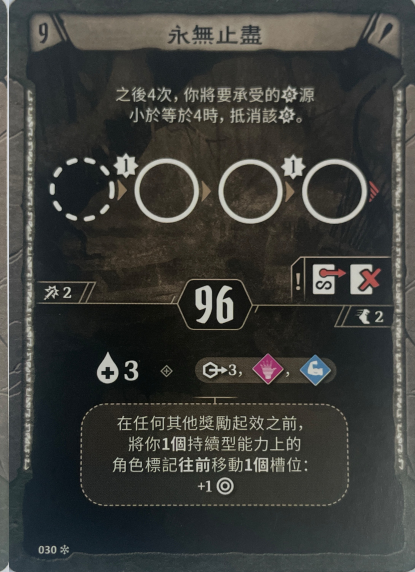 9
永無止盡
之後4次，你將要承受的源
小於等於4時，抵消該。
1
1
!
2
96
2
3
3,
,
在任何其他獎勵起效之前，
將你1個持續型能力上的
角色標記往前移動1個槽位：
+1
030